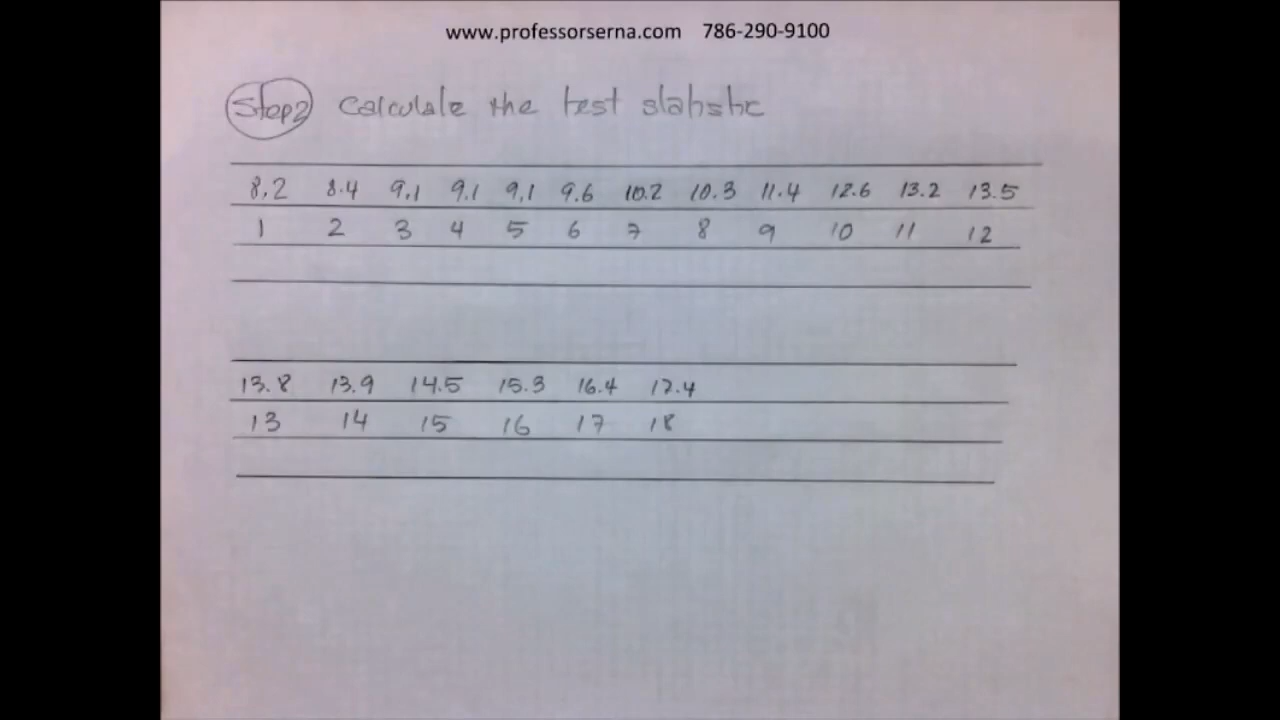 www.professorserna.com 786-290-9100
Step2 Calculate the test statistic
8.2 8.4 9.1 9.1 9.1 9.6 10.2 10.3 11.4 12.6 13.2 13.5
1 2 3 4 5 6 7 8 9 10 11 12
13.8 13.9 14.5 15.3 16.4 17.4
13 14 15 16 17 18